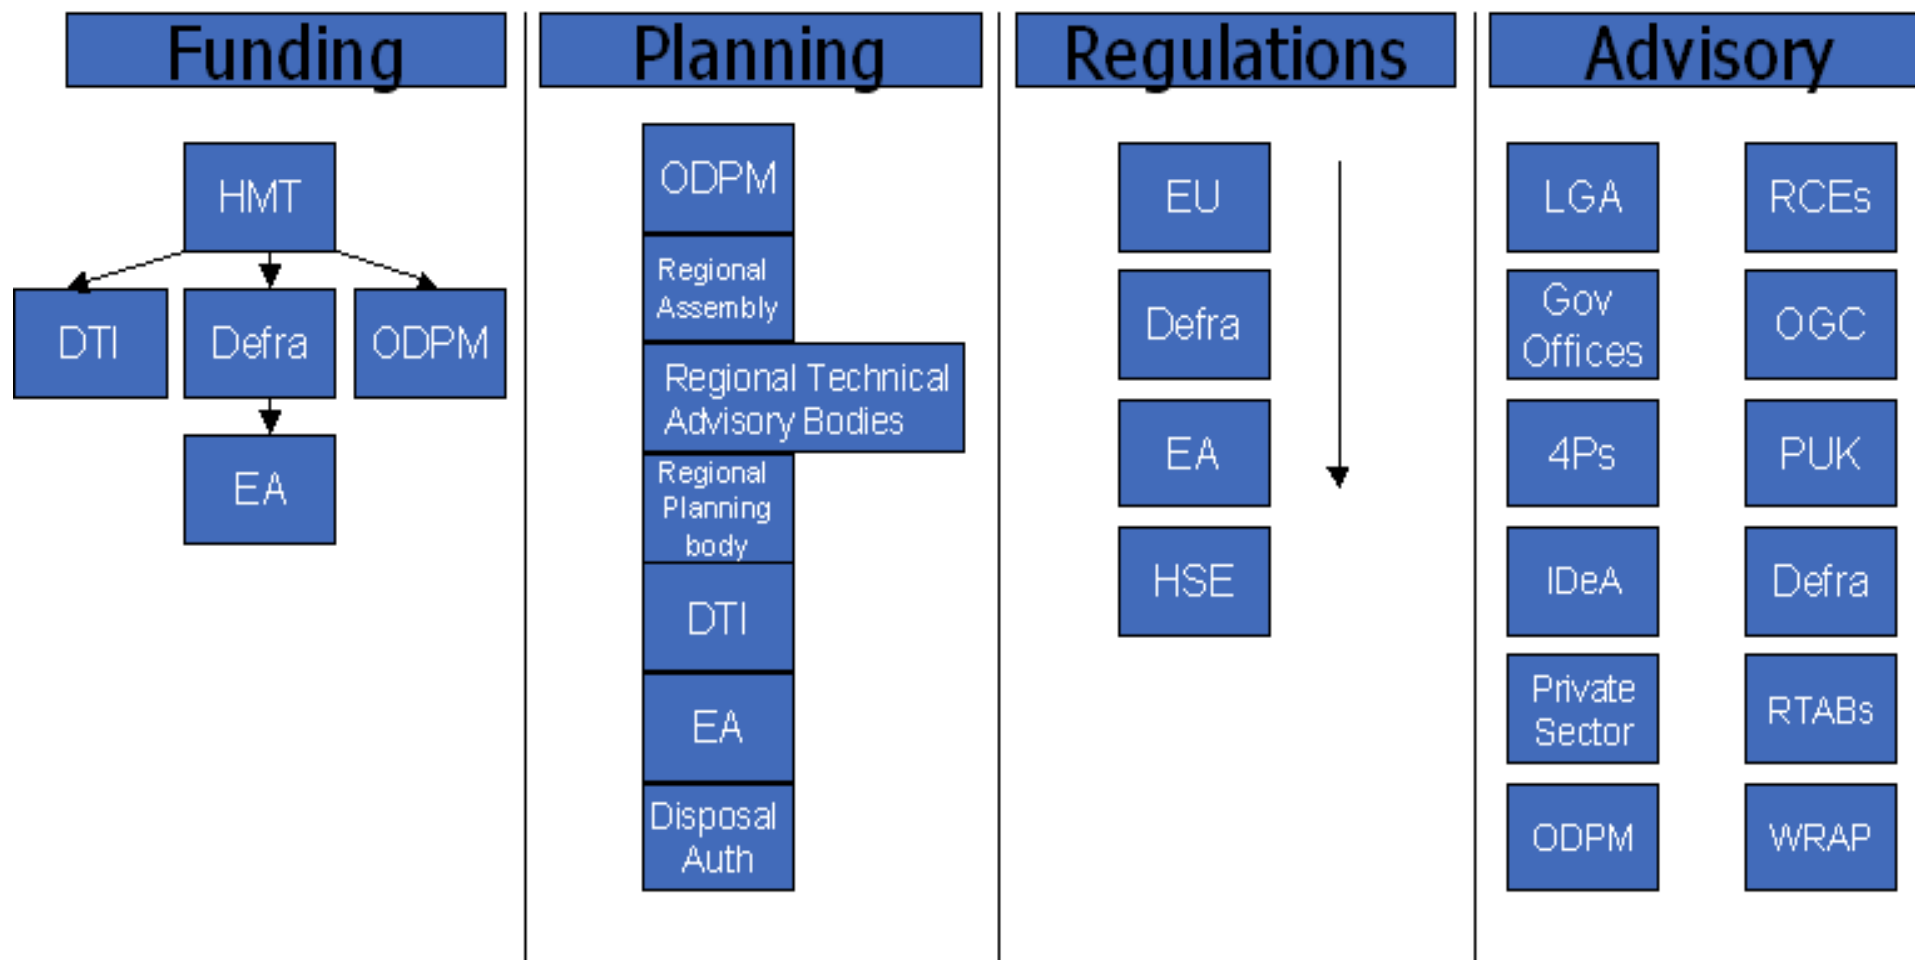 Funding
Planning
Regulations
Advisory
HMT
DTI
Defra
ODPM
EA
ODPM
Regional
Assembly
Regional Technical
Advisory Bodies
Regional
Planning
body
DTI
EA
Disposal
Auth
EU
Defra
EA
HSE
LGA
RCEs
Gov
Offices
OGC
4Ps
PUK
IDeA
Defra
Private
Sector
RTABs
ODPM
WRAP